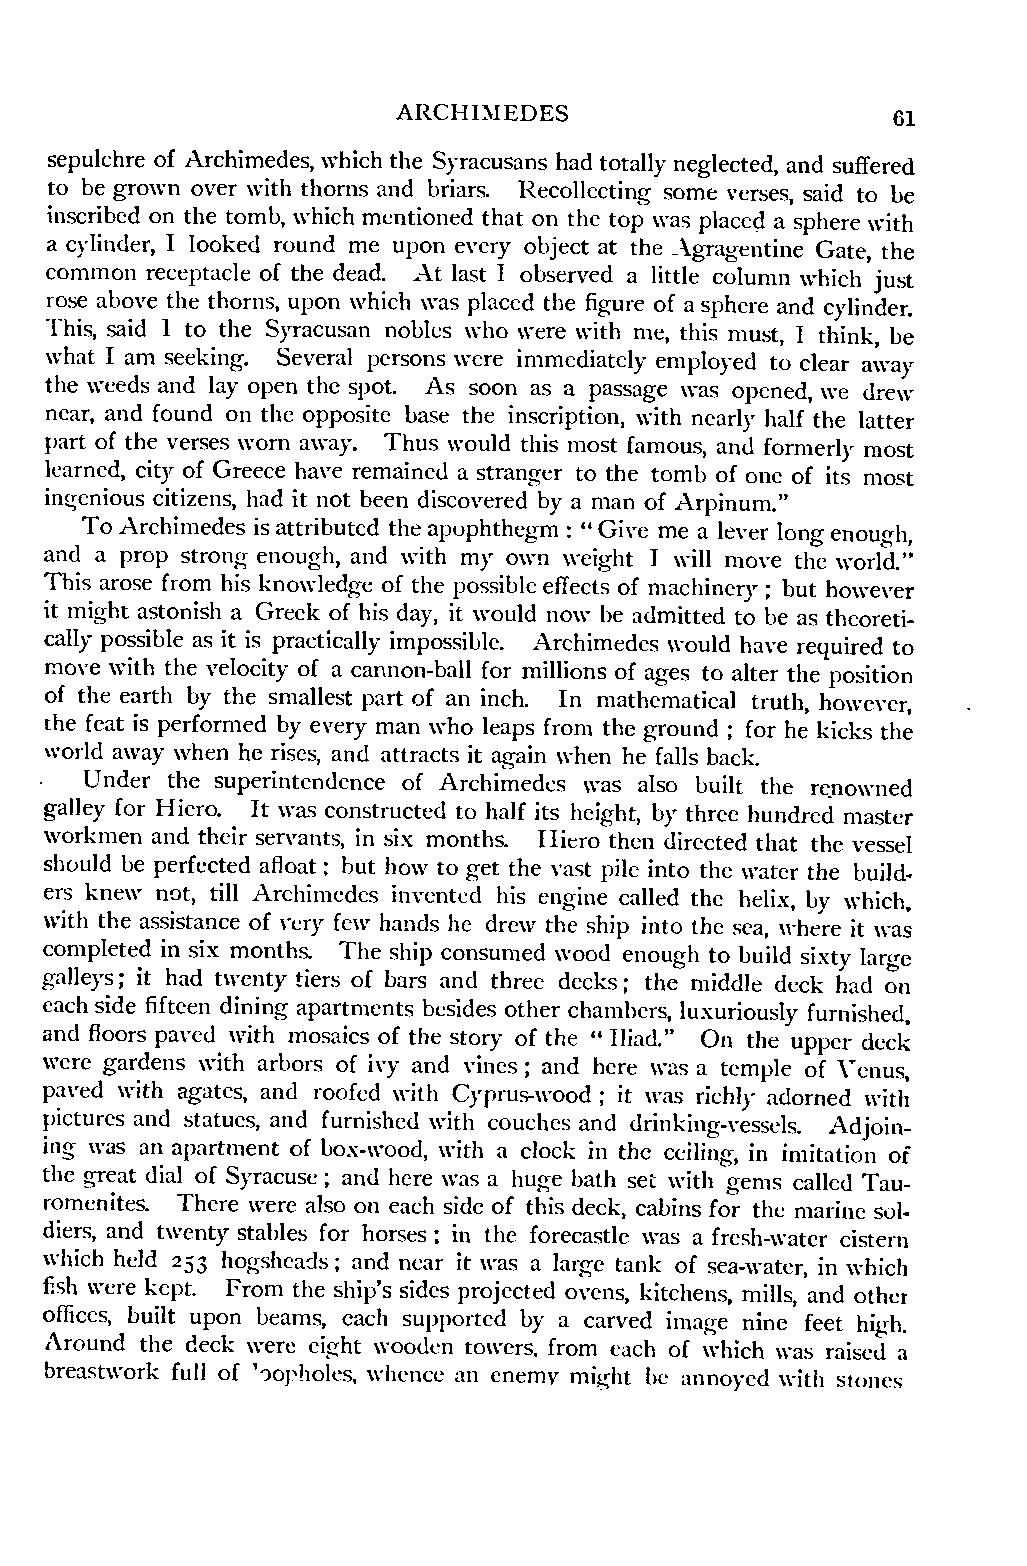 ARCHIMEDES 61
sepulchre of Archimedes, which the Syracusans had totally neglected, and suffered
to be grown over with thorns and briars. Recollecting some verses, said to be
inscribed on the tomb, which mentioned that on the top was placed a sphere with
a cylinder, I looked round me upon every object at the Agragentine Gate, the
common receptacle of the dead. At last I observed a little column which just
rose above the thorns, upon which was placed the figure of a sphere and cylinder.
This, said I to the Syracusan nobles who were with me, this must, I think, be
what I am seeking. Several persons were immediately employed to clear away
the weeds and lay open the spot. As soon as a passage was opened, we drew
near, and found on the opposite base the inscription, with nearly half the latter
part of the verses worn away. Thus would this most famous, and formerly most
learned, city of Greece have remained a stranger to the tomb of one of its most
ingenious citizens, had it not been discovered by a man of Arpinum."
To Archimedes is attributed the apophthegm : "Give me a lever long enough,
and a prop strong enough, and with my own weight I will move the world."
This arose from his knowledge of the possible effects of machinery ; but however
it might astonish a Greek of his day, it would now be admitted to be as theoreti-
cally possible as it is practically impossible. Archimedes would have required to
move with the velocity of a cannon-ball for millions of ages to alter the position
of the earth by the smallest part of an inch. In mathematical truth, however,
the feat is performed by every man who leaps from the ground ; for he kicks the
world away when he rises, and attracts it again when he falls back.
Under the superintendence of Archimedes was also built the renowned
galley for Hiero. It was constructed to half its height, by three hundred master
workmen and their servants, in six months. Hiero then directed that the vessel
should be perfected afloat ; but how to get the vast pile into the water the build-
ers knew not, till Archimedes invented his engine called the helix, by which,
with the assistance of very few hands he drew the ship into the sea, where it was
completed in six months. The ship consumed wood enough to build sixty large
galleys ; it had twenty tiers of bars and three decks ; the middle deck had on
each side fifteen dining apartments besides other chambers, luxuriously furnished,
and floors paved with mosaics of the story of the "Iliad." On the upper deck
were gardens with arbors of ivy and vines ; and here was a temple of Venus,
paved with agates, and roofed with Cyprus-wood ; it was richly adorned with
pictures and statues, and furnished with couches and drinking-vessels. Adjoin-
ing was an apartment of box-wood, with a clock in the ceiling, in imitation of
the great dial of Syracuse ; and here was a huge bath set with gems called Tau-
romenites. There were also on each side of this deck, cabins for the marine sol-
diers, and twenty stables for horses ; in the forecastle was a fresh-water cistern
which held 253 hogsheads ; and near it was a large tank of sea-water, in which
fish were kept. From the ship's sides projected ovens, kitchens, mills, and other
offices, built upon beams, each supported by a carved image nine feet high.
Around the deck were eight wooden towers, from each of which was raised a
breastwork full of loopholes, whence an enemy might be annoyed with stones